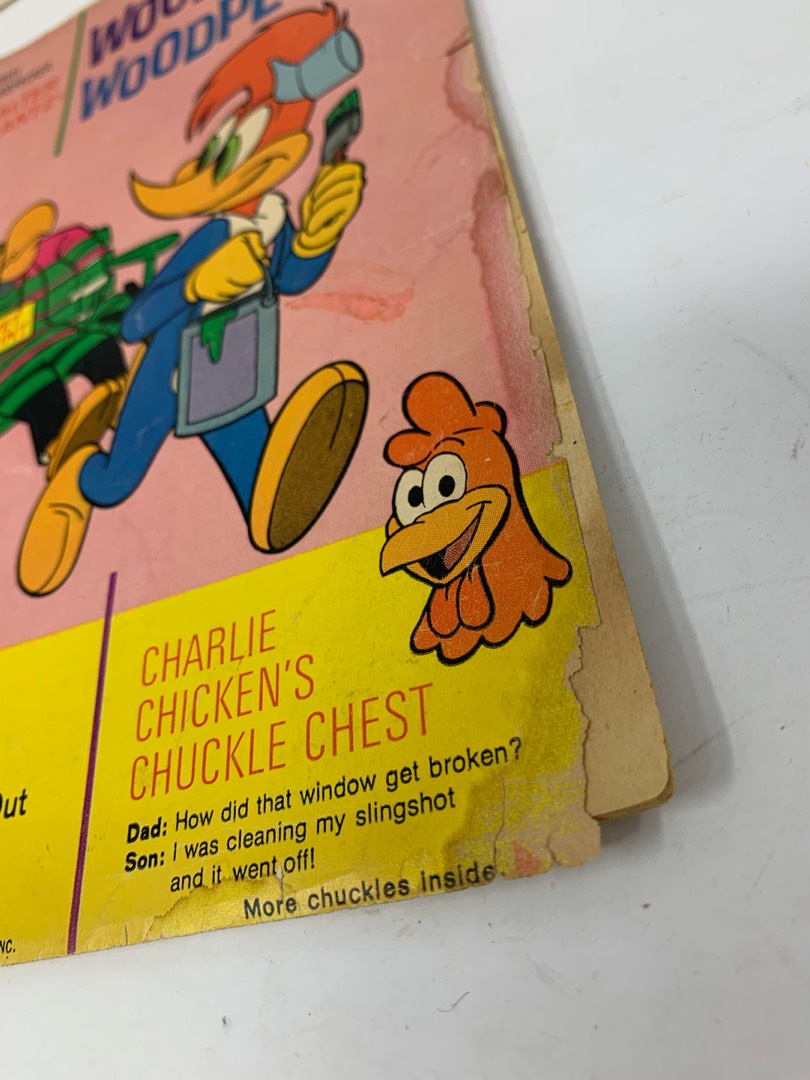 WOODPE
CHARLIE
CHICKEN'S
CHUCKLE CHEST
Dad: How did that window get broken?
Son: I was cleaning my slingshot
and it went off!
More chuckles inside
NC.